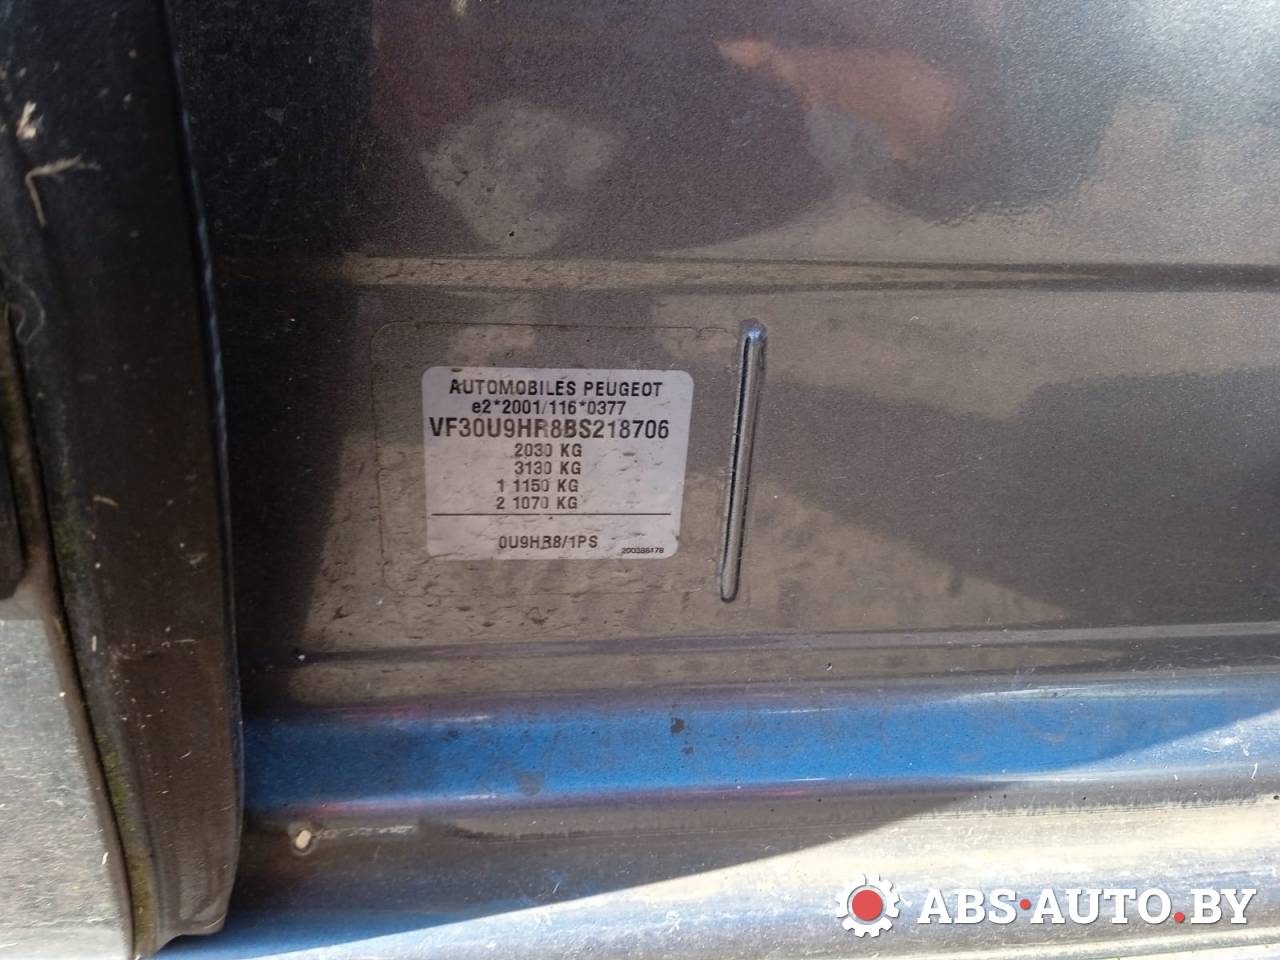 AUTOMOBILES PEUGEOT
e2*2001/116*0377
VF30U9HR8BS218706
2030 KG
3130 KG
1 1150 KG
2 1070 KG
0U9HR8/1PS
200386178
ABS·AUTO.BY